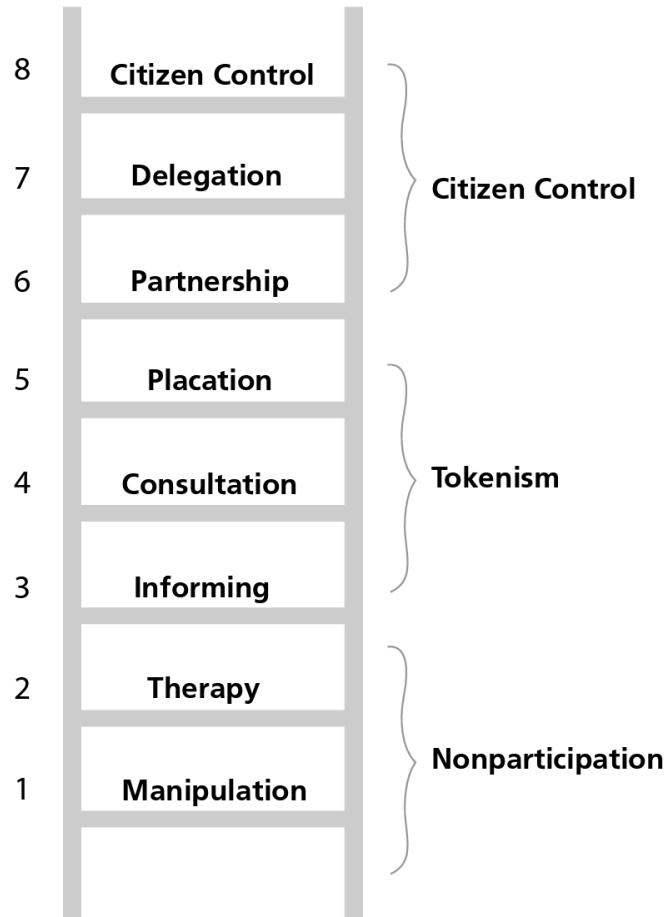 8 Citizen Control
7 Delegation
Citizen Control
6 Partnership
5 Placation
4 Consultation
Tokenism
3 Informing
2 Therapy
Nonparticipation
1 Manipulation